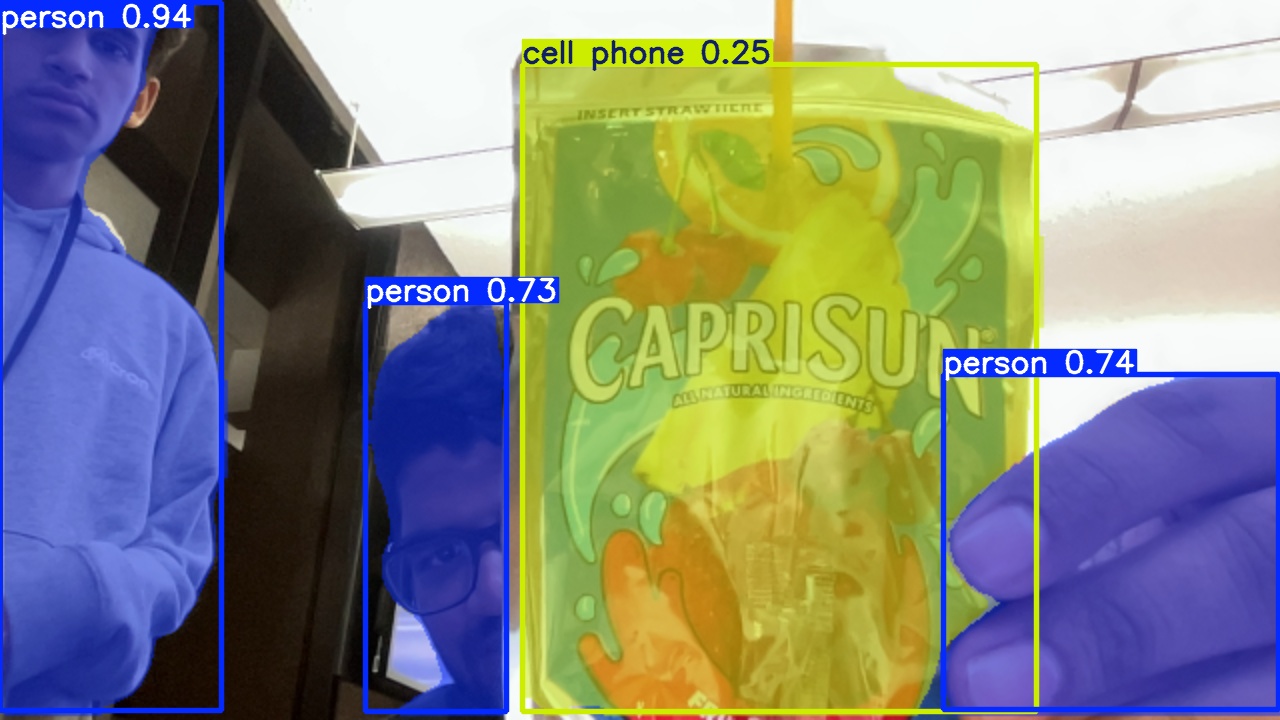 person 0.94
cell phone 0.25
INSERT STRAW HERE
person 0.73
CAPRISUN®
ALL NATURAL INGREDIENTS
person 0.74